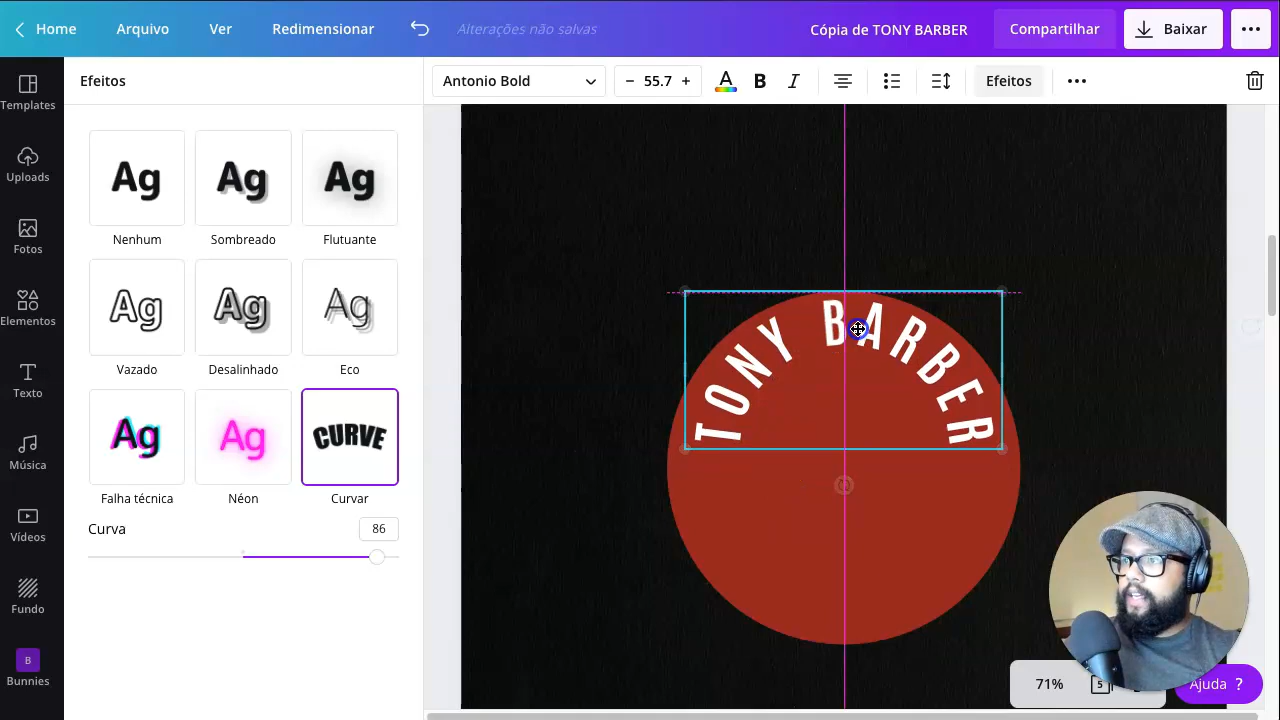 Home
Arquivo
Ver
Redimensionar
Alterações não salvas
Cópia de TONY BARBER
Compartilhar
Baixar
Templates
Uploads
Fotos
Elementos
Texto
Música
Vídeos
Fundo
B
Bunnies
Efeitos
Ag
Nenhum
Ag
Sombreado
Ag
Flutuante
Ag
Vazado
Ag
Desalinhado
Ag
Eco
Ag
Falha técnica
Ag
Néon
CURVE
Curvar
Curva
86
Antonio Bold
− 55.7 +
A
B
I
Efeitos
TONY BARBER
71%
5
Ajuda ?